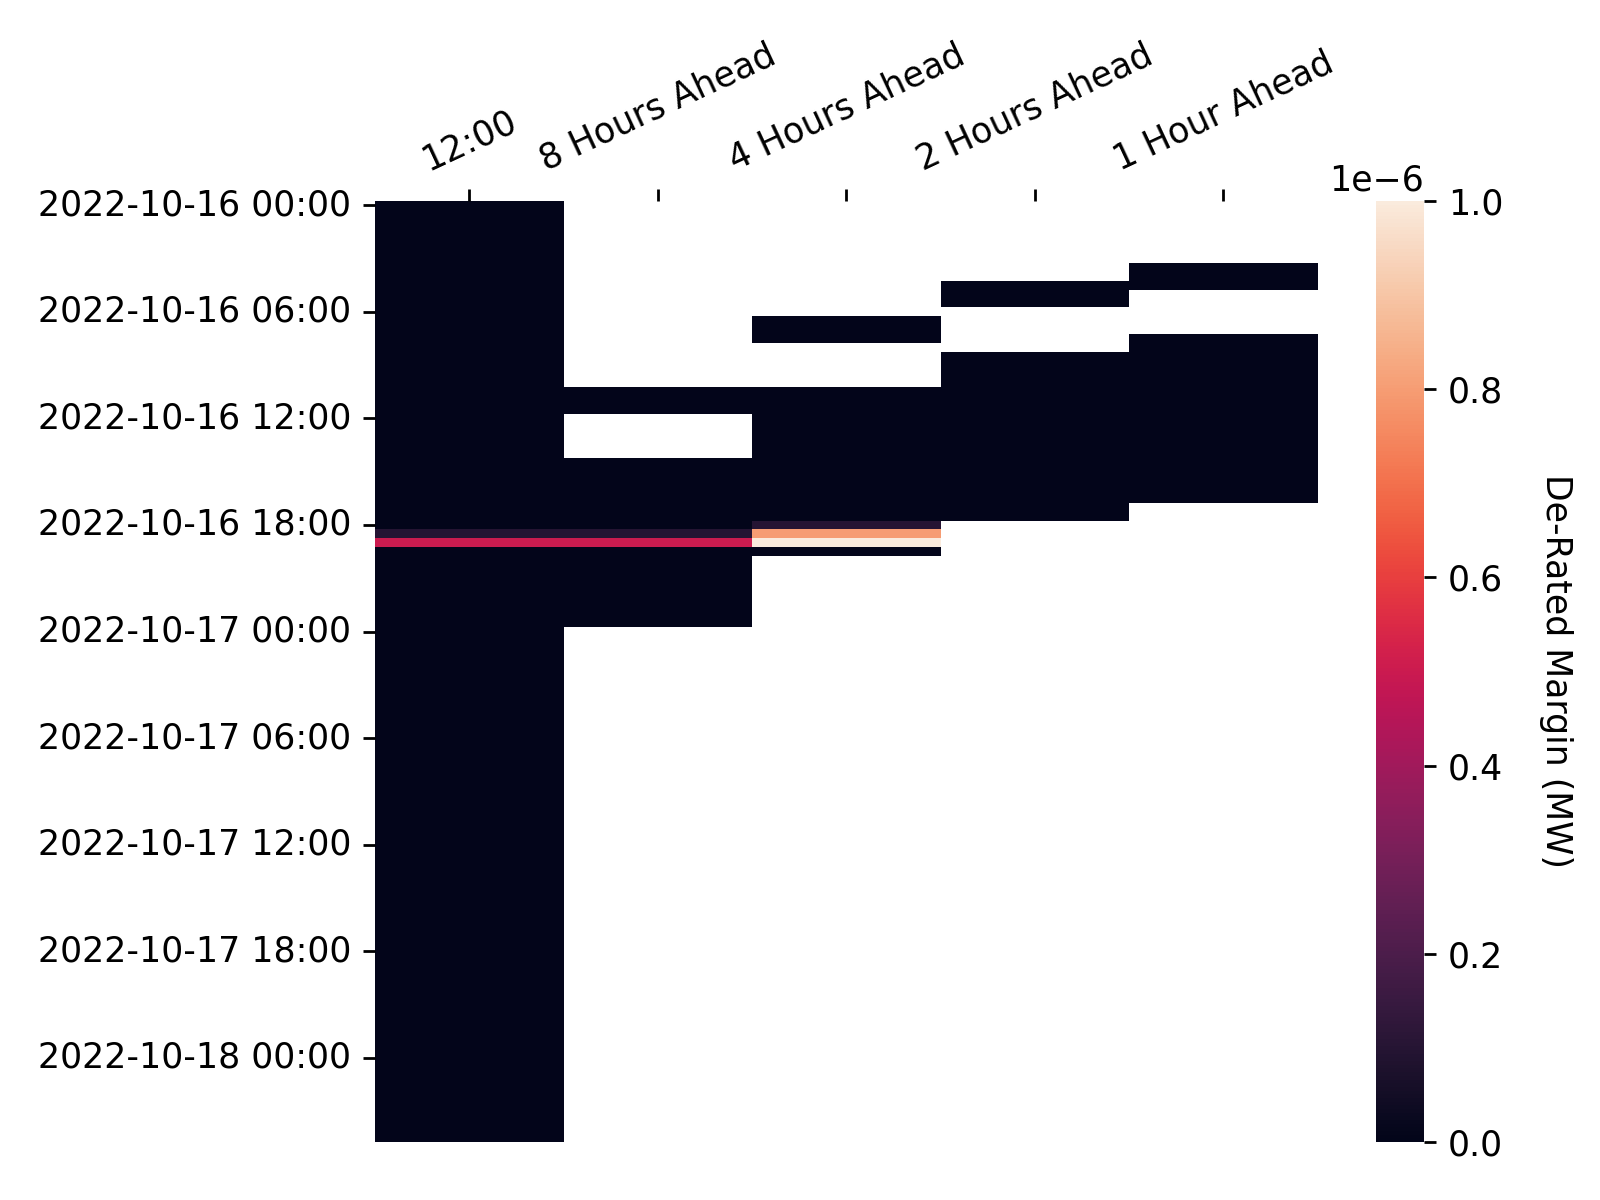 12:00
8 Hours Ahead
4 Hours Ahead
2 Hours Ahead
1 Hour Ahead
2022-10-16 00:00
2022-10-16 06:00
2022-10-16 12:00
2022-10-16 18:00
2022-10-17 00:00
2022-10-17 06:00
2022-10-17 12:00
2022-10-17 18:00
2022-10-18 00:00
1e−6
1.0
0.8
0.6
0.4
0.2
0.0
De-Rated Margin (MW)